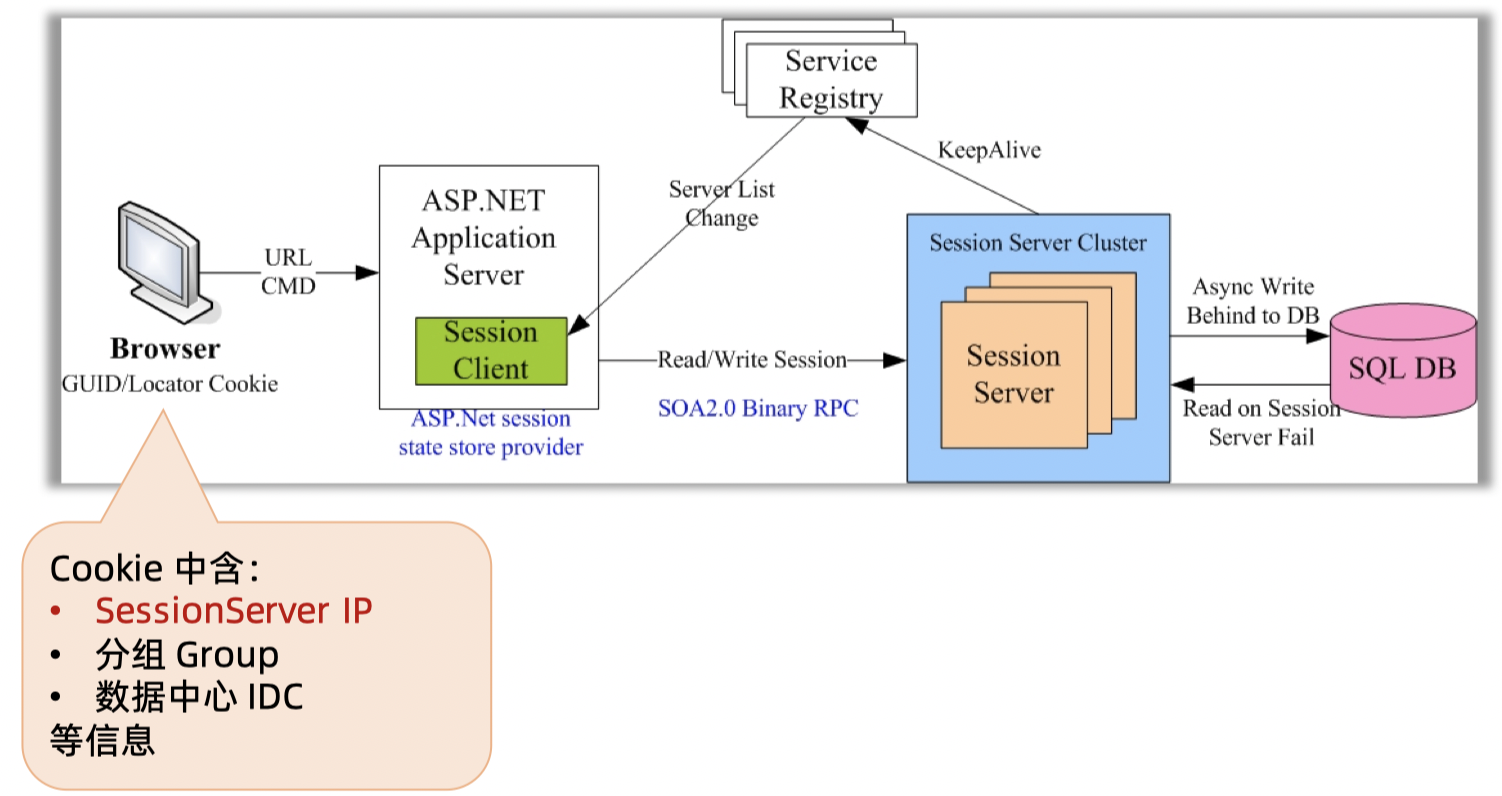 Service
Registry
KeepAlive
Server List
Change
ASP.NET
Application
Server
Session
Client
ASP.Net session
state store provider
URL
CMD
Browser
GUID/Locator Cookie
Read/Write Session
SOA2.0 Binary RPC
Session Server Cluster
Session
Server
Async Write
Behind to DB
SQL DB
Read on Session
Server Fail
Cookie 中含：
• SessionServer IP
• 分组 Group
• 数据中心 IDC
等信息